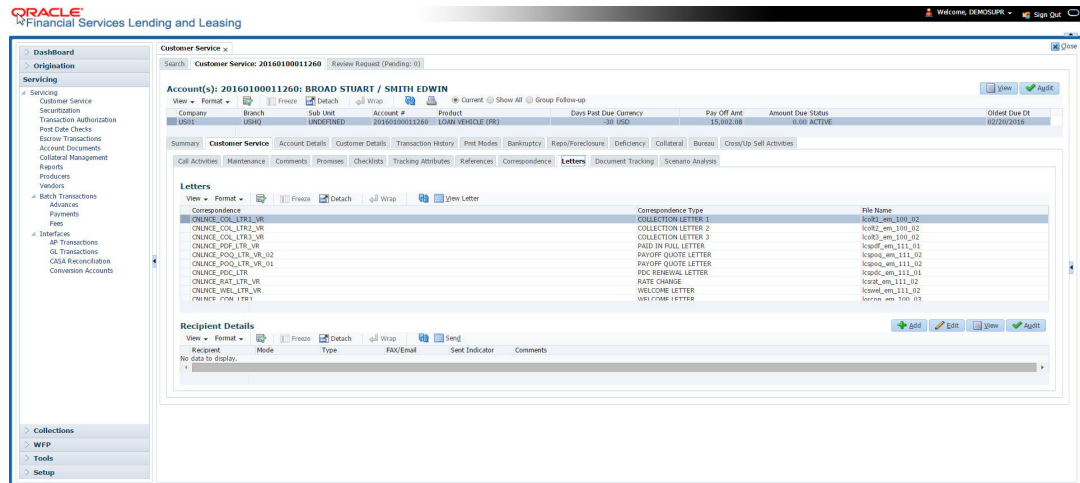 ORACLE
Financial Services Lending and Leasing
Welcome, DEMOSUPR
Sign Out
DashBoard
Origination
Servicing
Servicing
Customer Service
Securitization
Transaction Authorization
Post Date Checks
Escrow Transactions
Account Documents
Collateral Management
Reports
Producers
Vendors
Batch Transactions
Advances
Payments
Fees
Interfaces
AP Transactions
GL Transactions
CASA Reconciliation
Conversion Accounts
Collections
WFP
Tools
Setup
Customer Service x
Close
Search Customer Service: 20160100011260 Review Request (Pending: 0)
Account(s): 20160100011260: BROAD STUART / SMITH EDWIN
View Audit
View Format Freeze Detach Wrap Current Show All Group Follow-up
Company Branch Sub Unit Account # Product Days Past Due Currency Pay Off Amt Amount Due Status Oldest Due Dt
US01 USHQ UNDEFINED 20160100011260 LOAN VEHICLE (FR) -30 USD 15,002.08 0.00 ACTIVE 02/20/2016
Summary Customer Service Account Details Customer Details Transaction History Pmt Modes Bankruptcy Repo/Foreclosure Deficiency Collateral Bureau Cross/Up Sell Activities
Call Activities Maintenance Comments Promises Checklists Tracking Attributes References Correspondence Letters Document Tracking Scenario Analysis
Letters
View Format Freeze Detach Wrap View Letter
Correspondence Correspondence Type File Name
CNLNCE_COL_LTR1_VR COLLECTION LETTER 1 lcolt1_em_100_02
CNLNCE_COL_LTR2_VR COLLECTION LETTER 2 lcolt2_em_100_02
CNLNCE_COL_LTR3_VR COLLECTION LETTER 3 lcolt3_em_100_02
CNLNCE_PDF_LTR_VR PAID IN FULL LETTER lcspdf_em_111_01
CNLNCE_POQ_LTR_VR_02 PAYOFF QUOTE LETTER lcspoq_em_111_02
CNLNCE_POQ_LTR_VR_01 PAYOFF QUOTE LETTER lcspoq_em_111_02
CNLNCE_PDC_LTR PDC RENEWAL LETTER lcspdc_em_111_01
CNLNCE_RAT_LTR_VR RATE CHANGE lcsrat_em_111_02
CNLNCE_WEL_LTR_VR WELCOME LETTER lcswel_em_111_02
CNLNCE_CON_LTR1 WELCOME LETTER lorcon_em_100_03
Recipient Details
Add Edit View Audit
View Format Freeze Detach Wrap Send
Recipient Mode Type FAX/Email Sent Indicator Comments
No data to display.